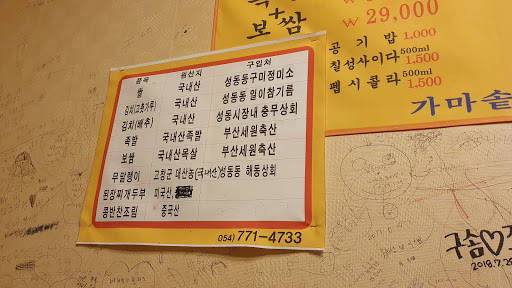 보쌈
₩ 29,000
공기밥 1,000
500ml
칠성사이다 1.500
500ml
펩시콜라 1.500
가마솥
품목 원산지 구입처
쌀 국내산 성동동구미정미소
김치(고춧가루) 국내산 성동동 일이참기름
김치(배추) 국내산 성동시장내 충무상회
족발 국내산족발 부산세원축산
보쌈 국내산목살 부산세원축산
무말랭이 고창군 대산농(국내산) 성동동 해동상회
된장찌개두부 미국산,
콩반찬조림 중국산
054) 771-4733
구솜♡
2018.7.2